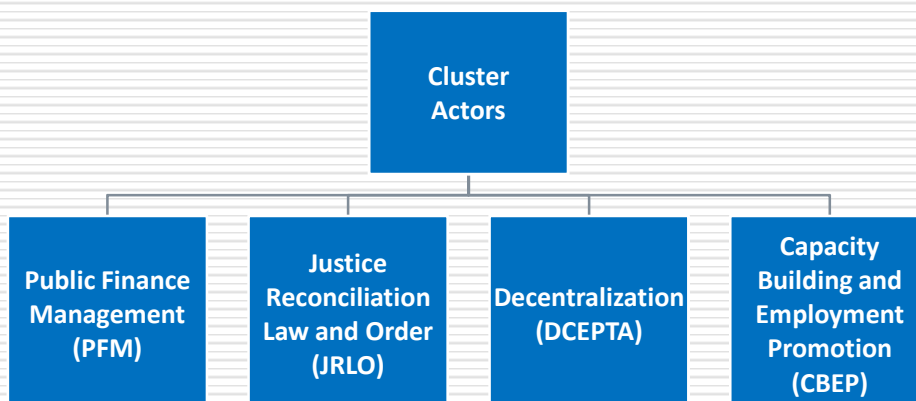 Cluster
Actors
Public Finance
Management
(PFM)
Justice
Reconciliation
Law and Order
(JRLO)
Decentralization
(DCEPTA)
Capacity
Building and
Employment
Promotion
(CBEP)